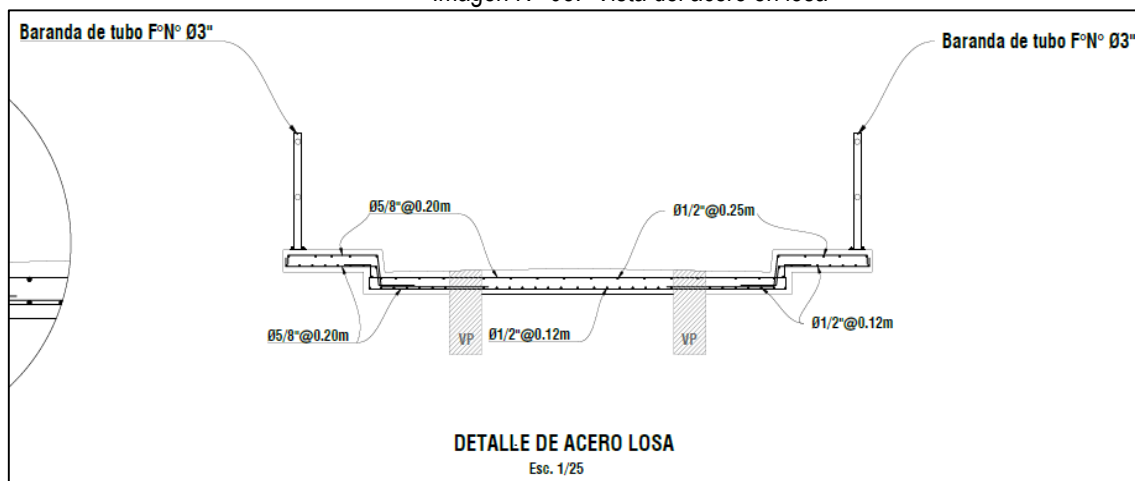 Baranda de tubo F°N° Ø3"
Baranda de tubo F°N° Ø3"
Ø5/8"@0.20m
Ø1/2"@0.25m
Ø5/8"@0.20m
VP
Ø1/2"@0.12m
VP
Ø1/2"@0.12m
DETALLE DE ACERO LOSA
Esc. 1/25